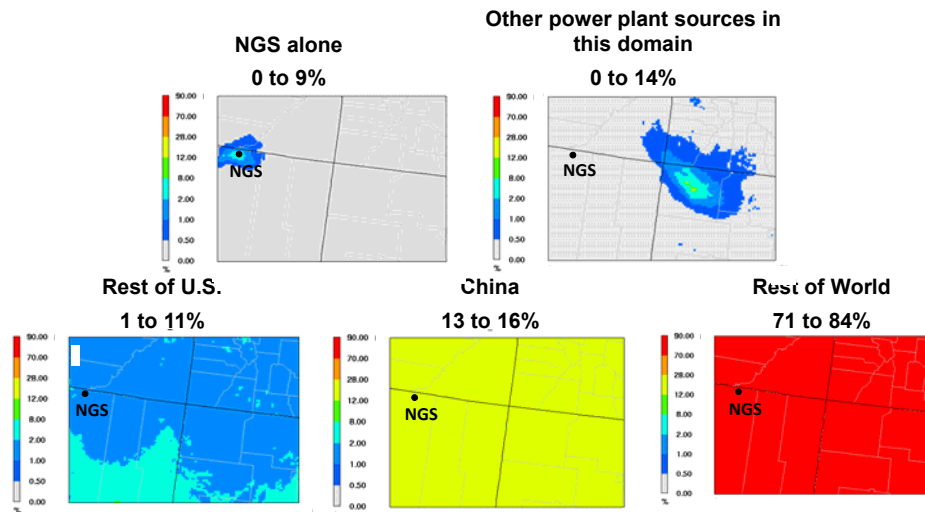 NGS alone
0 to 9%
90.00
70.00
28.00
12.00
8.00
2.00
1.00
0.50
0.00
%
NGS
Other power plant sources in
this domain
0 to 14%
90.00
70.00
28.00
12.00
8.00
2.00
1.00
0.50
0.00
%
NGS
Rest of U.S.
1 to 11%
90.00
70.00
28.00
12.00
8.00
2.00
1.00
0.00
%
NGS
China
13 to 16%
90.00
70.00
28.00
12.00
8.00
2.00
1.00
0.00
%
NGS
Rest of World
71 to 84%
90.00
70.00
28.00
12.00
8.00
2.00
1.00
0.00
%
NGS